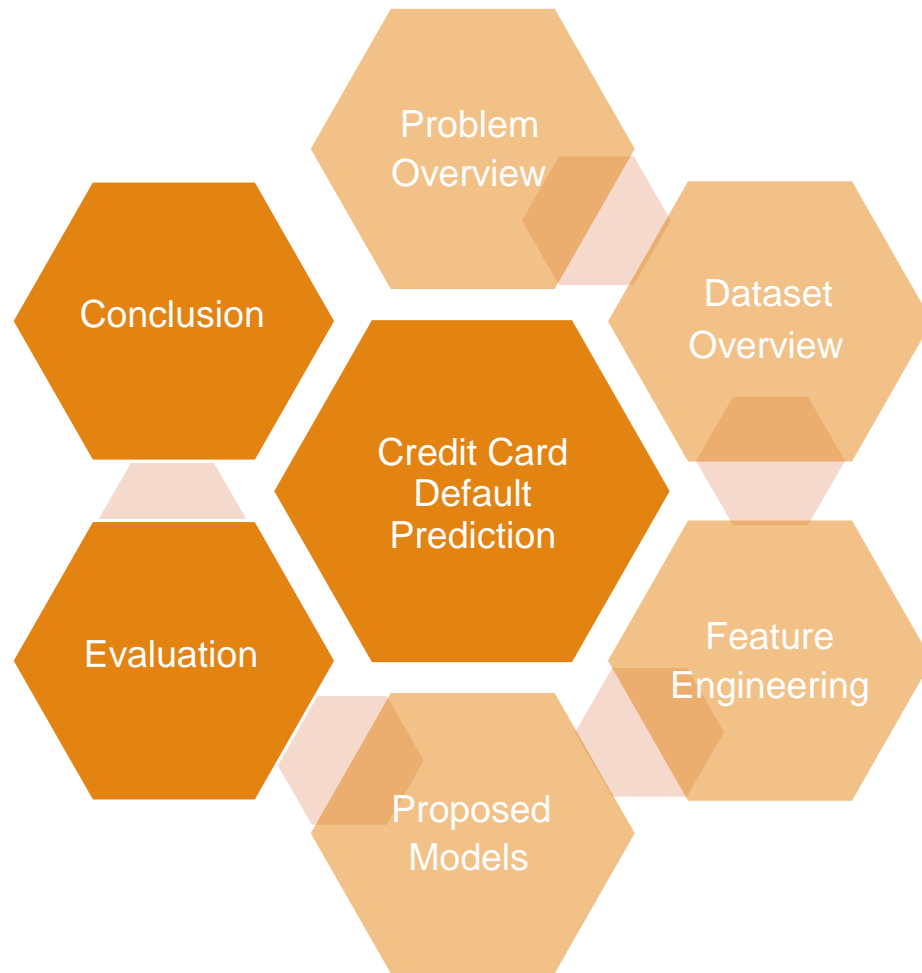 Problem
Overview
Dataset
Overview
Feature
Engineering
Proposed
Models
Evaluation
Conclusion
Credit Card
Default
Prediction